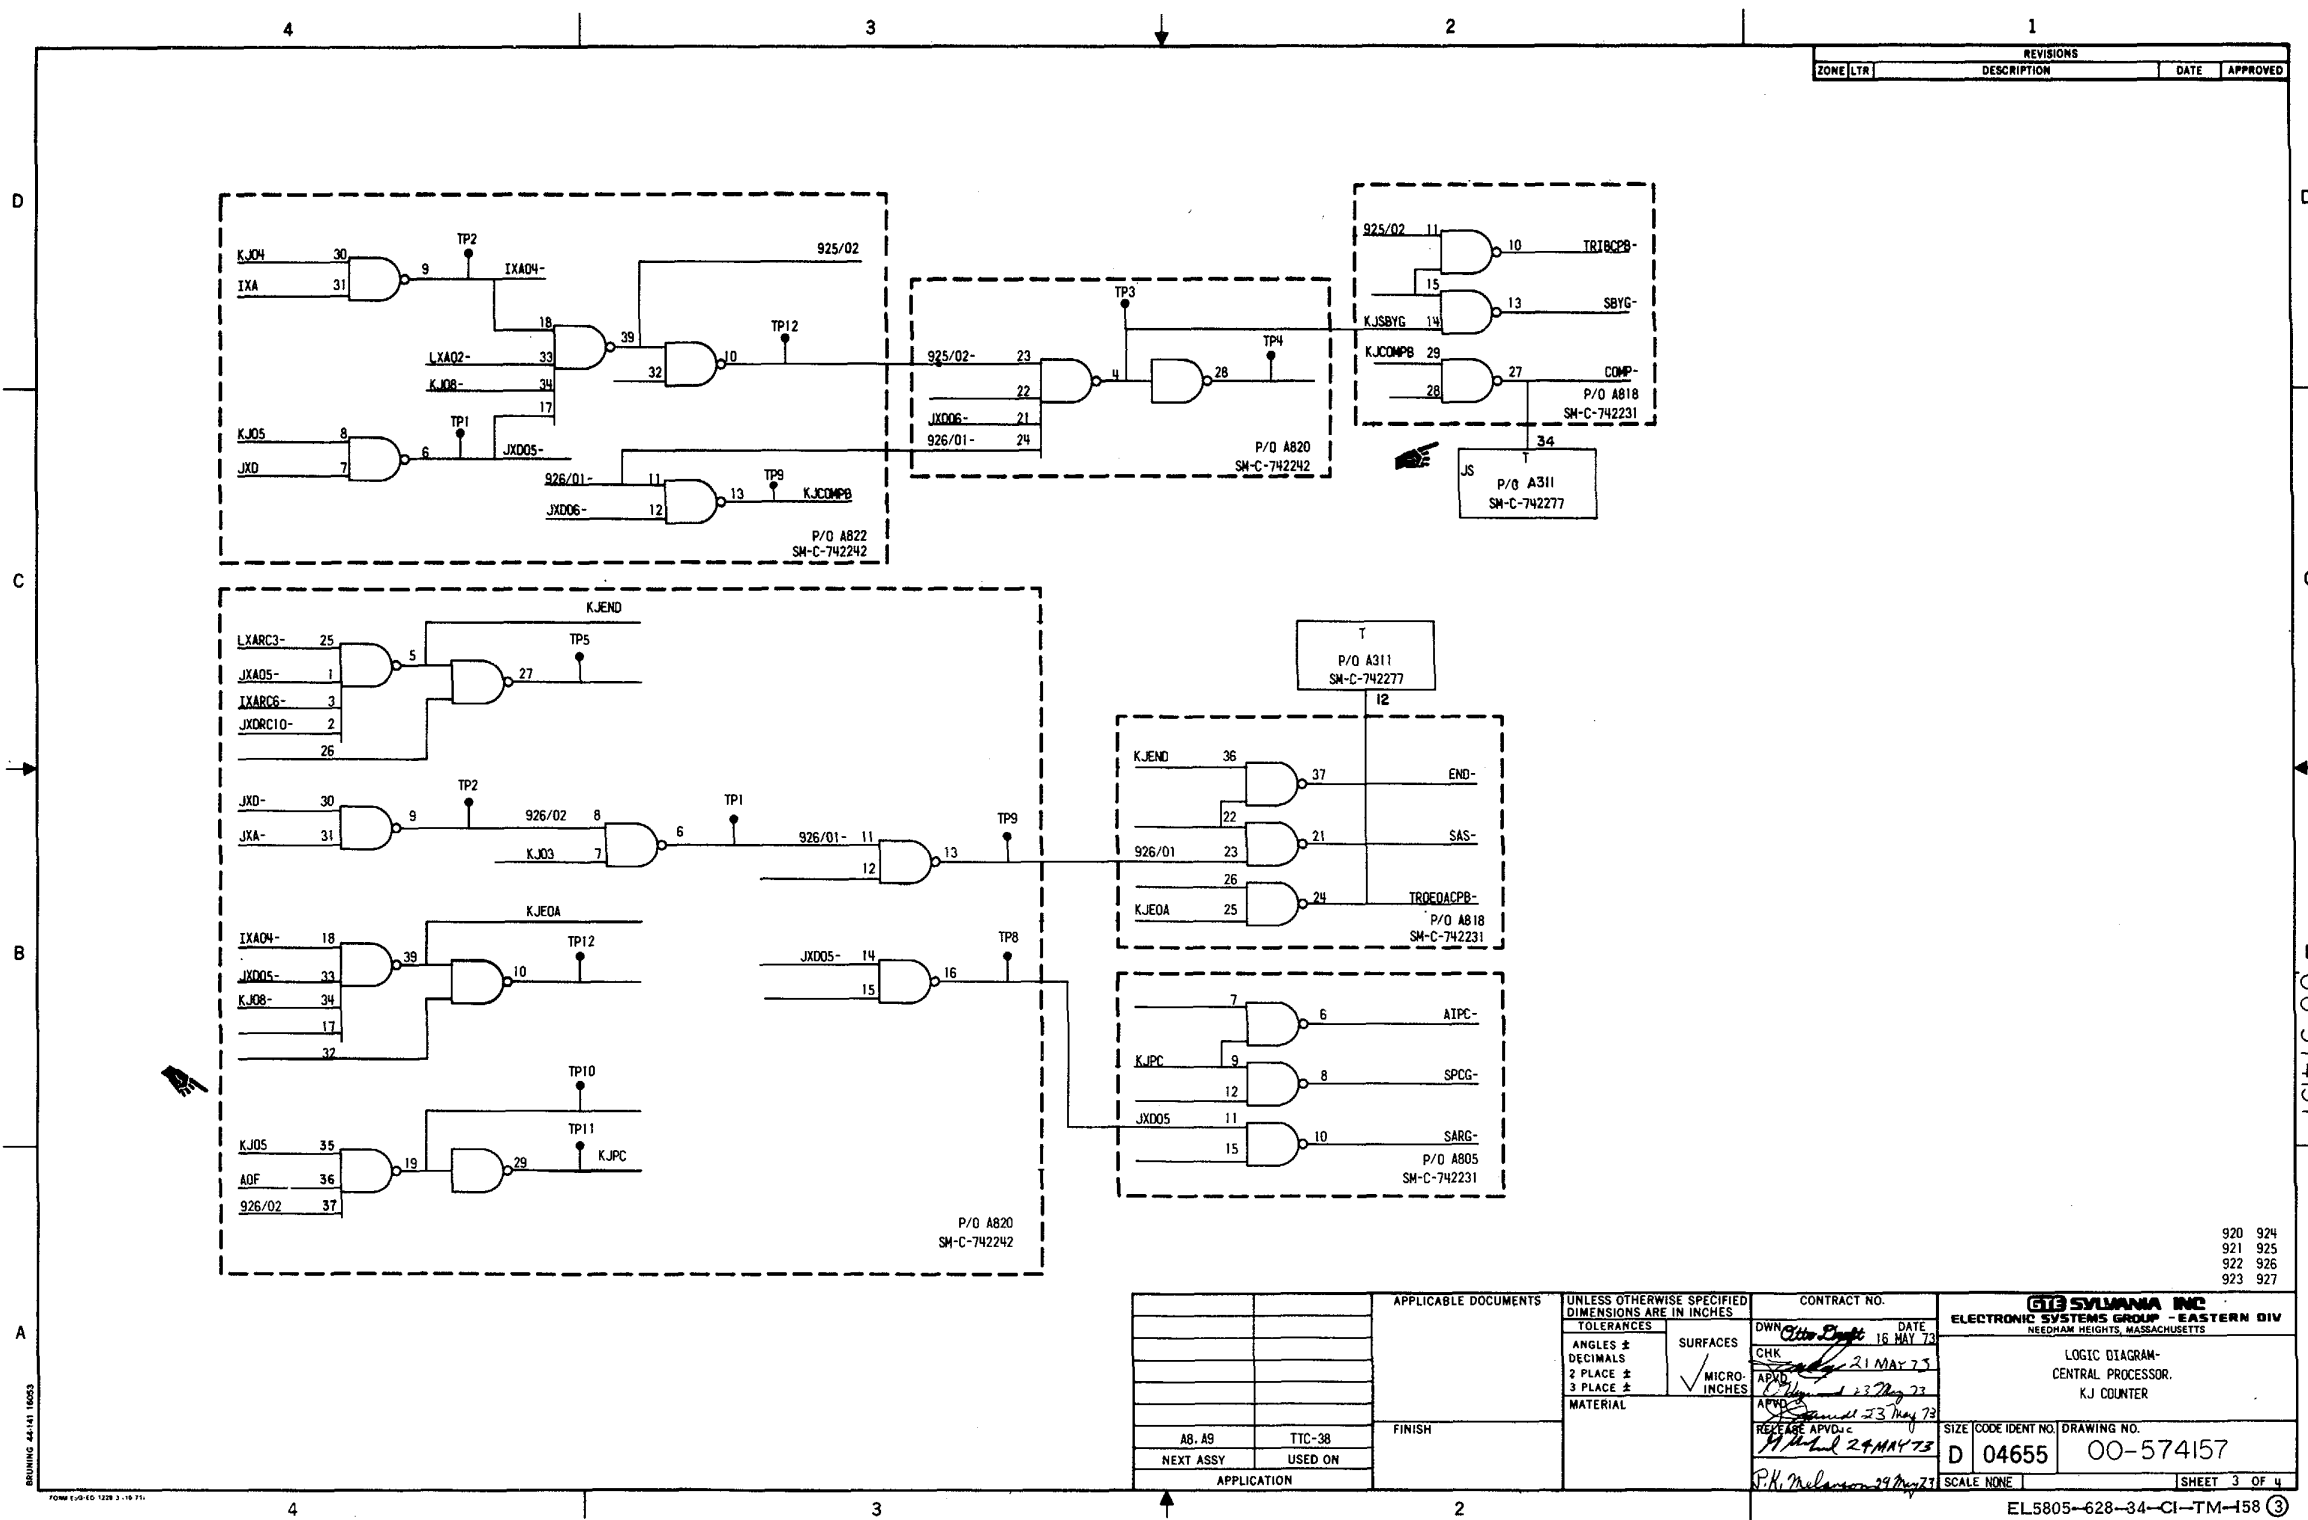 4 3 2 1
REVISIONS
ZONE LTR DESCRIPTION DATE APPROVED
D
KJ04 30
IXA 31
9
TP2
IXA04-
925/02
18
LXA02- 33
KJ08- 34
17
39
32
10
TP12
KJ05 8
JXD 7
6
TP1
JXD05-
926/01- 11
JXD06- 12
13
TP9
KJCOMPB
P/O A822
SM-C-742242
925/02- 23
22
JXD06- 21
926/01- 24
4
TP3
28
TP4
P/O A820
SM-C-742242
925/02 11
10 TRIBCPB-
15
13 SBYG-
KJSBYG 14
KJCOMPB 29
27 COMP-
28
P/O A818
SM-C-742231
34
T
JS
P/O A311
SM-C-742277
C
KJEND
LXARC3- 25
JXA05- 1
IXARC6- 3
JXDRC10- 2
26
5
27
TP5
JXD- 30
JXA- 31
9
TP2
926/02 8
KJ03 7
6
TP1
926/01- 11
12
13
TP9
KJEOA
IXA04- 18
JXD05- 33
KJ08- 34
17
32
39
10
TP12
JXD05- 14
15
16
TP8
TP10
KJ05 35
AOF 36
926/02 37
19
29
TP11
KJPC
P/O A820
SM-C-742242
T
P/O A311
SM-C-742277
12
KJEND 36
37 END-
22
21 SAS-
926/01 23
26
24 TROEOACPB-
KJEOA 25
P/O A818
SM-C-742231
B
7
6 AIPC-
KJPC 9
8 SPCG-
12
JXD05 11
10 SARG-
15
P/O A805
SM-C-742231
920 924
921 925
922 926
923 927
A
A8, A9 TTC-38
NEXT ASSY USED ON
APPLICATION
APPLICABLE DOCUMENTS
FINISH
UNLESS OTHERWISE SPECIFIED
DIMENSIONS ARE IN INCHES
TOLERANCES
ANGLES ±
DECIMALS
2 PLACE ±
3 PLACE ±
SURFACES
MICRO-
INCHES
MATERIAL
CONTRACT NO.
DWN DATE
16 MAY 73
CHK
21 MAY 73
APVD
23 May 73
APVD
23 May 73
RELEASE APVD
24 MAY 73
P.K. Melanson 29 May 73
GTE SYLVANIA INC
ELECTRONIC SYSTEMS GROUP - EASTERN DIV
NEEDHAM HEIGHTS, MASSACHUSETTS
LOGIC DIAGRAM-
CENTRAL PROCESSOR.
KJ COUNTER
SIZE CODE IDENT NO. DRAWING NO.
D 04655 00-574157
SCALE NONE SHEET 3 OF 4
BRUNING 44-141 16053
4 3 2
EL5805-628-34-CI-TM-158 ③